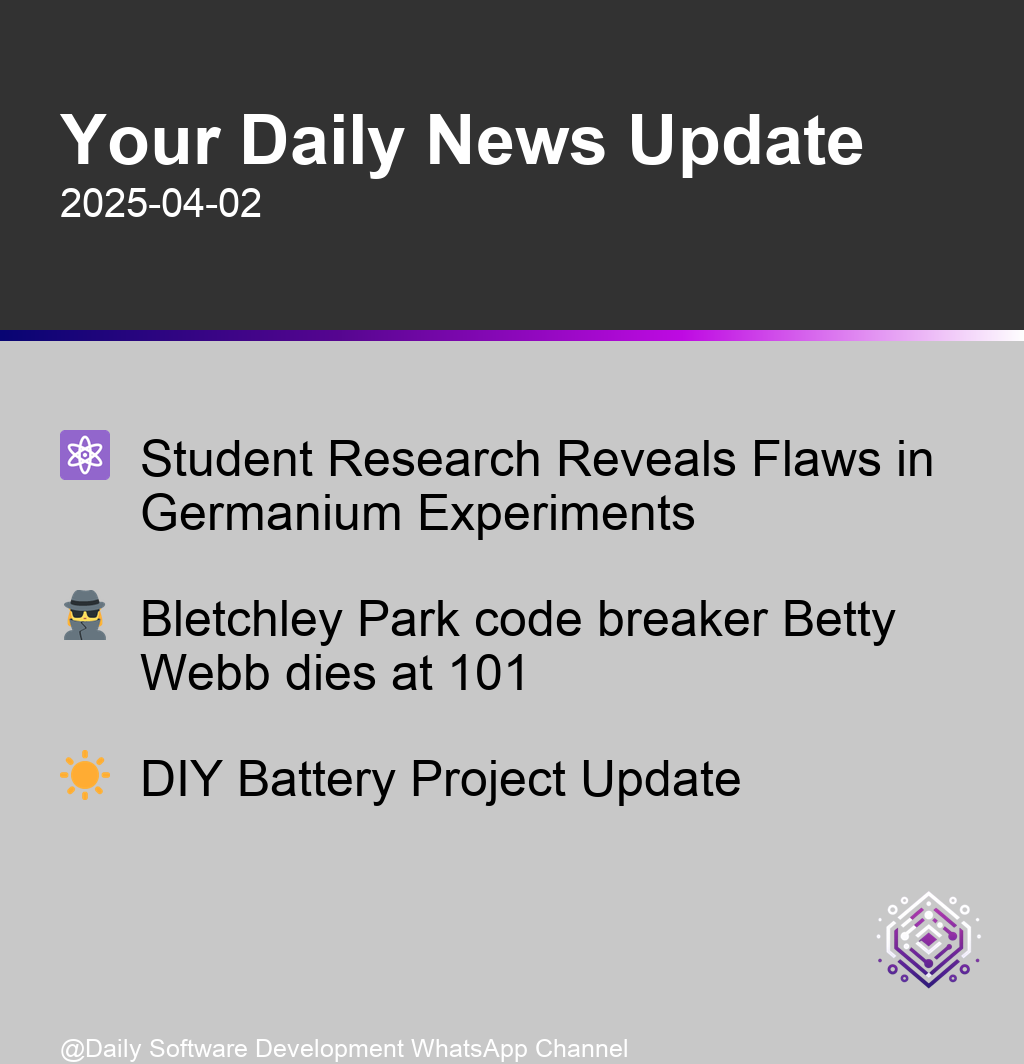 Your Daily News Update
2025-04-02
Student Research Reveals Flaws in
Germanium Experiments
Bletchley Park code breaker Betty
Webb dies at 101
DIY Battery Project Update
@Daily Software Development WhatsApp Channel